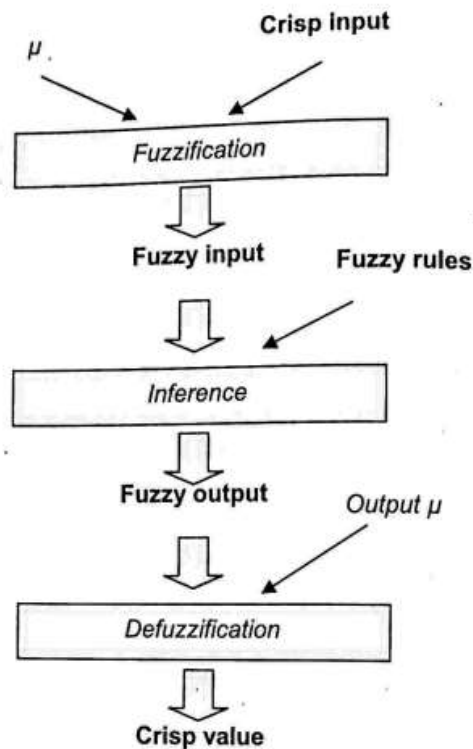 Crisp input
μ
Fuzzification
Fuzzy input
Fuzzy rules
Inference
Fuzzy output
Output μ
Defuzzification
Crisp value